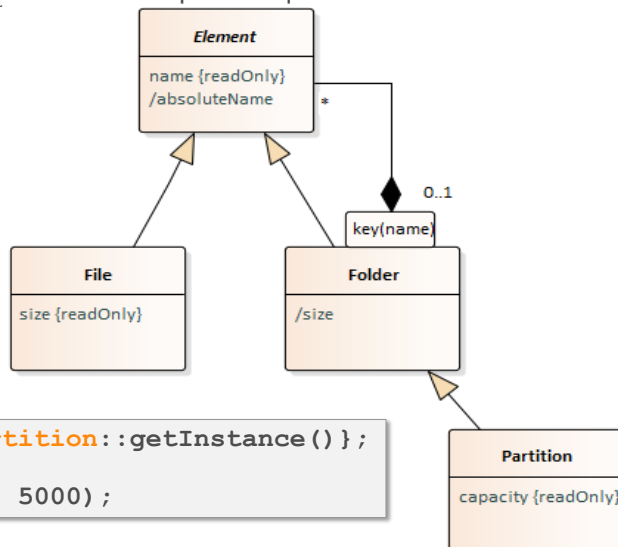 Element
name {readOnly}
/absoluteName
*
0..1
key(name)
File
size {readOnly}
Folder
/size
tition::getInstance()};
5000);
Partition
capacity {readOnly}